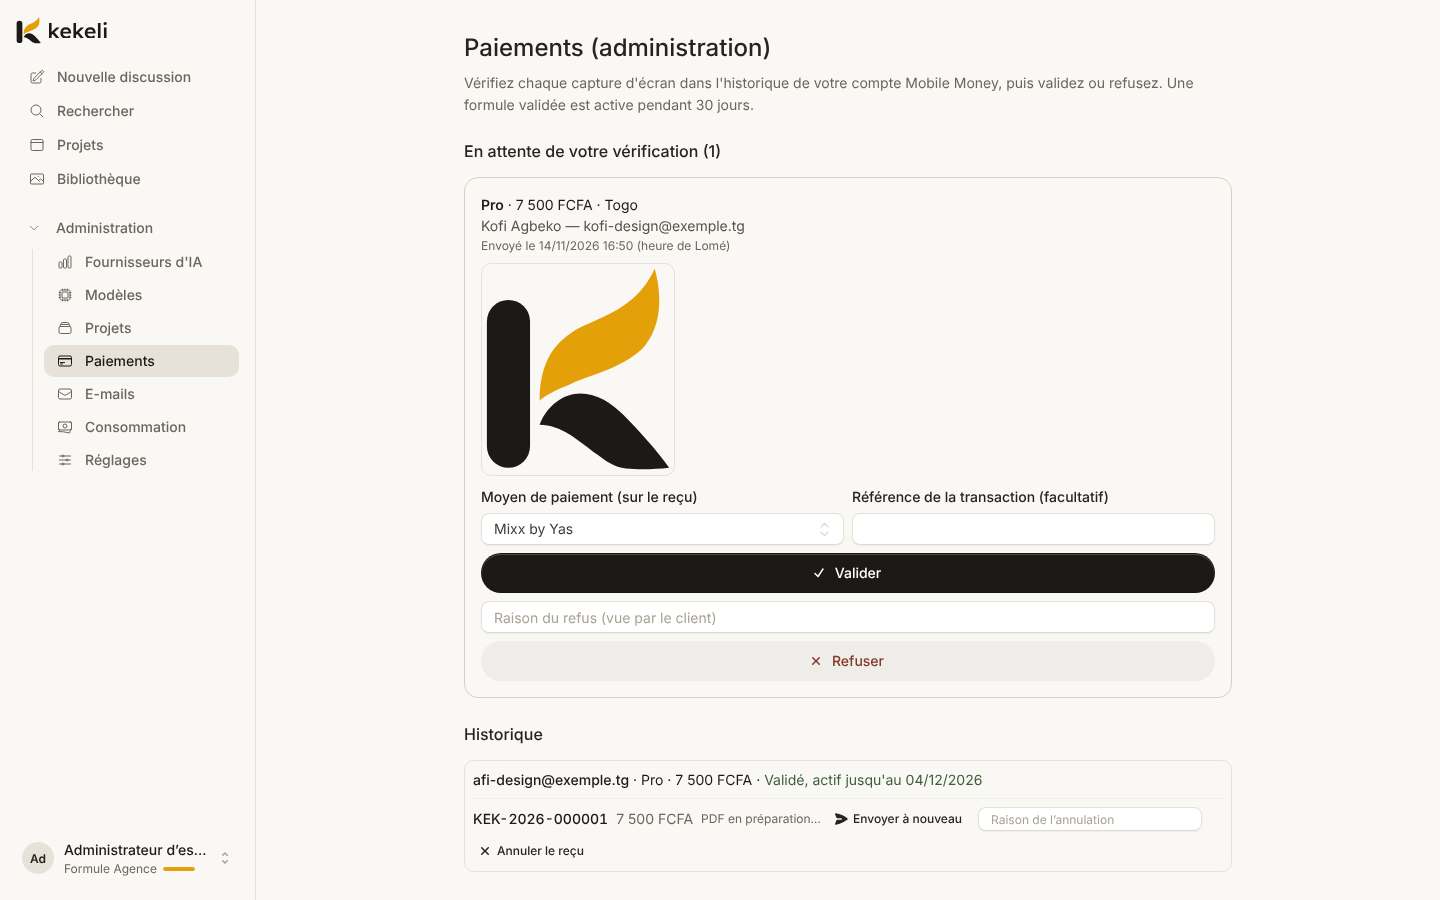 kekeli
Nouvelle discussion
Rechercher
Projets
Bibliothèque
Administration
Fournisseurs d'IA
Modèles
Projets
Paiements
E-mails
Consommation
Réglages
Ad
Administrateur d’es...
Formule Agence
Paiements (administration)
Vérifiez chaque capture d'écran dans l'historique de votre compte Mobile Money, puis validez ou refusez. Une
formule validée est active pendant 30 jours.
En attente de votre vérification (1)
Pro · 7 500 FCFA · Togo
Kofi Agbeko — kofi-design@exemple.tg
Envoyé le 14/11/2026 16:50 (heure de Lomé)
Moyen de paiement (sur le reçu)
Référence de la transaction (facultatif)
Mixx by Yas
Valider
Raison du refus (vue par le client)
Refuser
Historique
afi-design@exemple.tg · Pro · 7 500 FCFA · Validé, actif jusqu'au 04/12/2026
KEK-2026-000001 7 500 FCFA PDF en préparation... Envoyer à nouveau Raison de l’annulation
Annuler le reçu